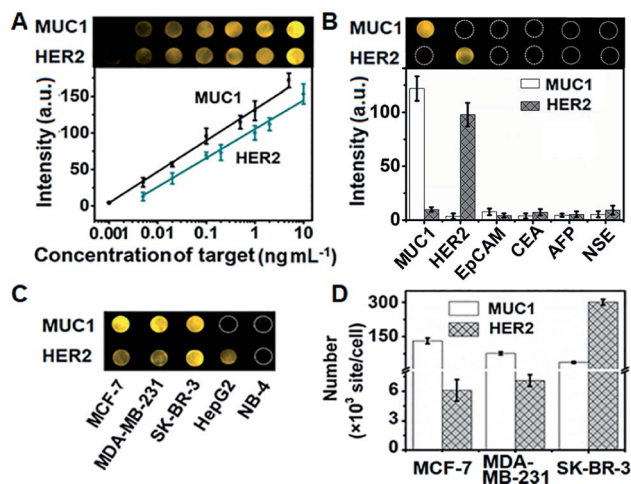 A
MUC1
HER2
Intensity (a.u.)
150
100
50
0
MUC1
HER2
0.001 0.01 0.1 1 10
Concentration of target (ng mL-1)
B
MUC1
HER2
Intensity (a.u.)
100
50
0
MUC1
HER2
MUC1 HER2 EpCAM CEA AFP NSE
C
MUC1
HER2
MCF-7 MDA-MB-231 SK-BR-3 HepG2 NB-4
D
Number
(×10³ site/cell)
300
150
6
3
0
MUC1
HER2
MCF-7 MDA- SK-BR-3
MB-231